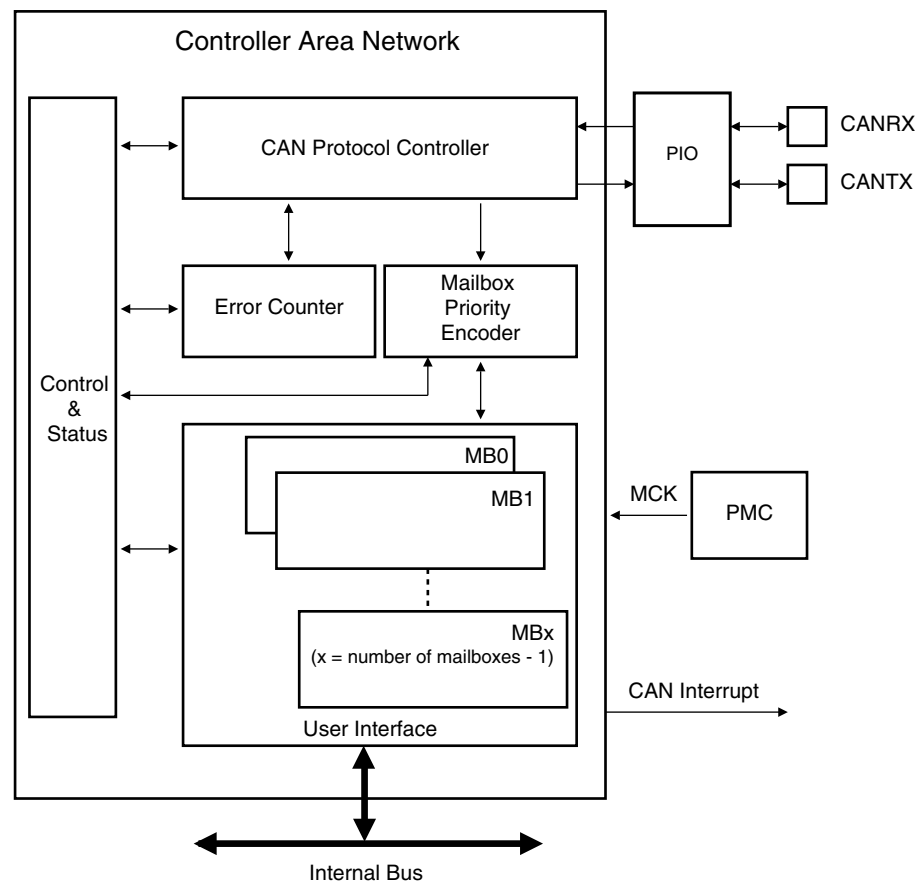 Controller Area Network
CAN Protocol Controller
PIO
CANRX
CANTX
Error Counter
Mailbox
Priority
Encoder
Control
&
Status
MB0
MB1
MCK
PMC
MBx
(x = number of mailboxes - 1)
CAN Interrupt
User Interface
Internal Bus